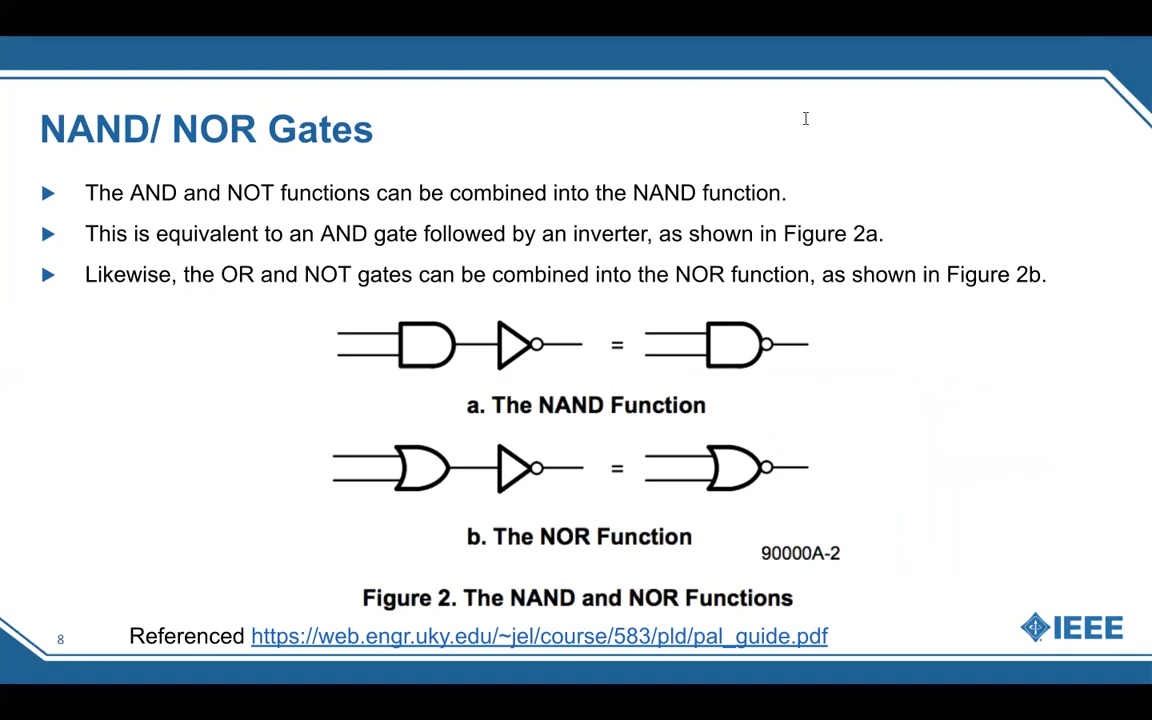 NAND/ NOR Gates
The AND and NOT functions can be combined into the NAND function.
This is equivalent to an AND gate followed by an inverter, as shown in Figure 2a.
Likewise, the OR and NOT gates can be combined into the NOR function, as shown in Figure 2b.
=
a. The NAND Function
=
b. The NOR Function
90000A-2
Figure 2. The NAND and NOR Functions
8
Referenced https://web.engr.uky.edu/~jel/course/583/pld/pal_guide.pdf
IEEE